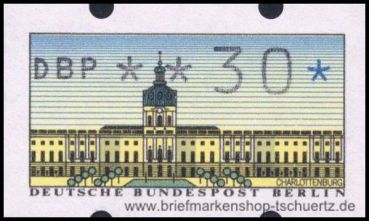 DBP ** 30 *
CHARLOTTENBURG
DEUTSCHE BUNDESPOST BERLIN
www.briefmarkenshop-tschuertz.de